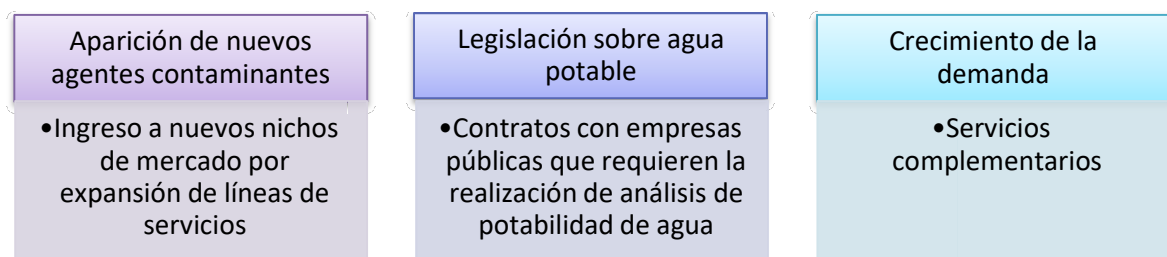 Aparición de nuevos
agentes contaminantes
•Ingreso a nuevos nichos
de mercado por
expansión de líneas de
servicios
Legislación sobre agua
potable
•Contratos con empresas
públicas que requieren la
realización de análisis de
potabilidad de agua
Crecimiento de la
demanda
•Servicios
complementarios